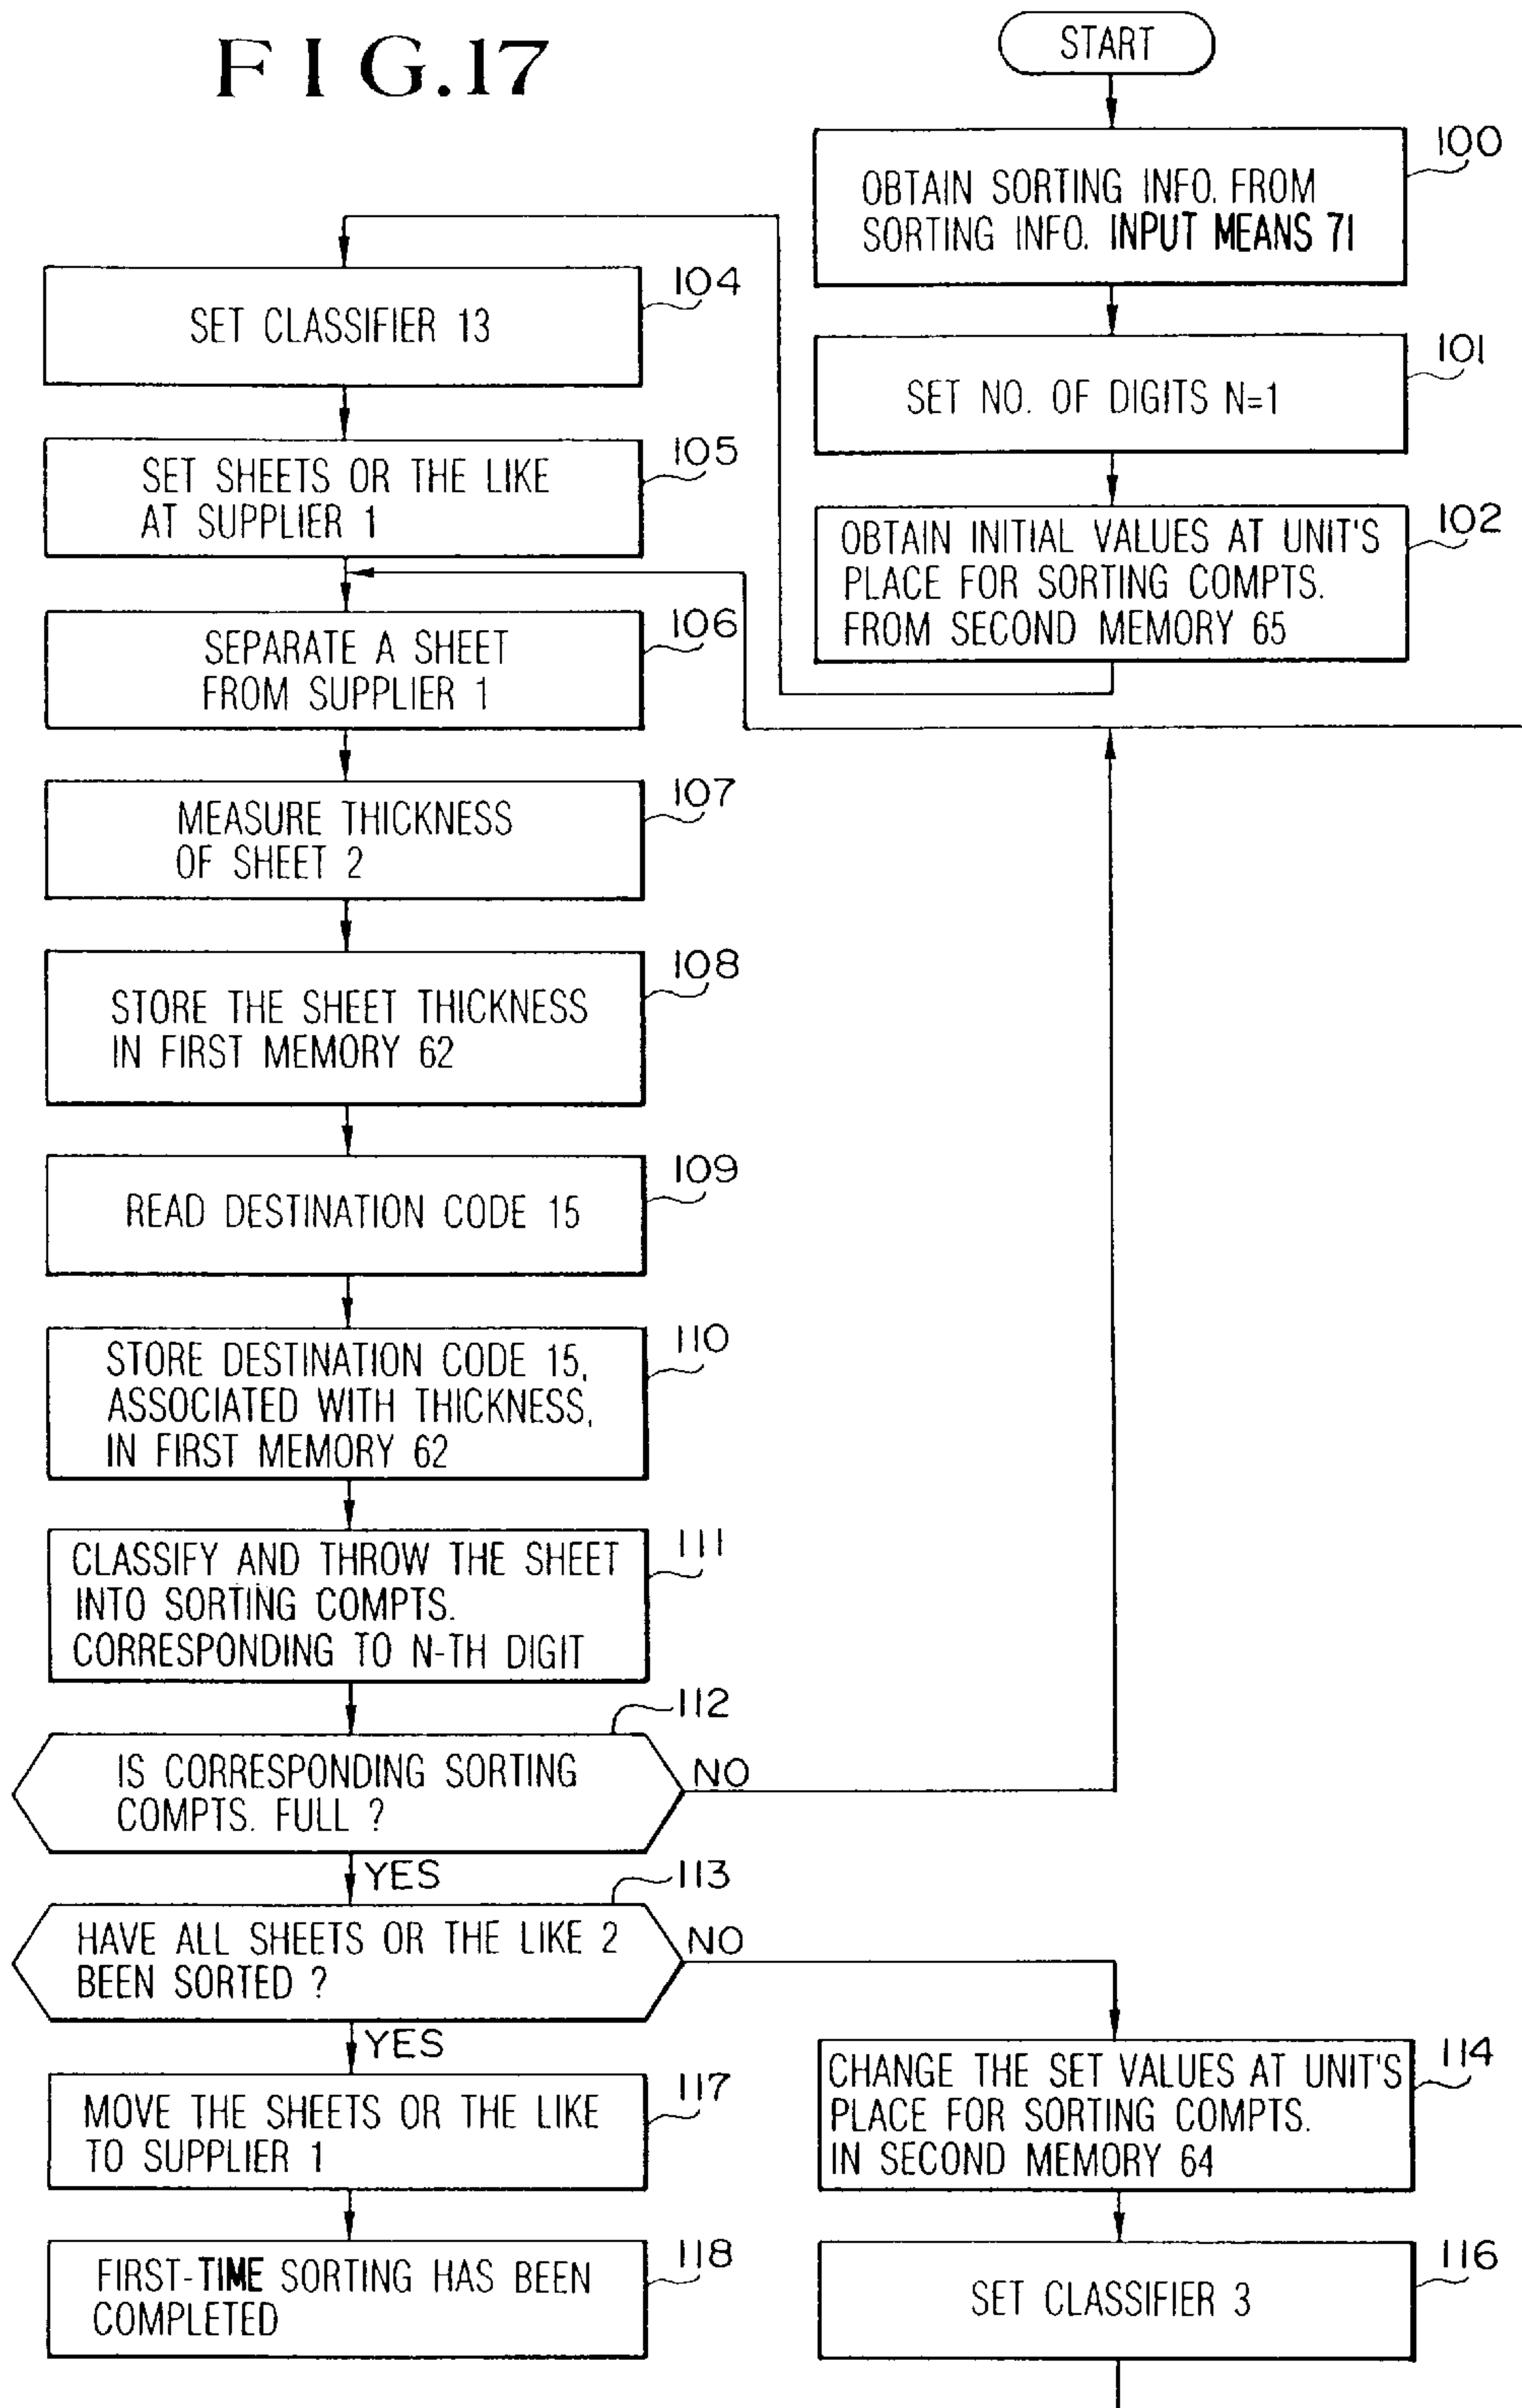 FIG.17
START
100
OBTAIN SORTING INFO. FROM
SORTING INFO. INPUT MEANS 71
101
SET NO. OF DIGITS N=1
102
OBTAIN INITIAL VALUES AT UNIT'S
PLACE FOR SORTING COMPTS.
FROM SECOND MEMORY 65
104
SET CLASSIFIER 13
105
SET SHEETS OR THE LIKE
AT SUPPLIER 1
106
SEPARATE A SHEET
FROM SUPPLIER 1
107
MEASURE THICKNESS
OF SHEET 2
108
STORE THE SHEET THICKNESS
IN FIRST MEMORY 62
109
READ DESTINATION CODE 15
110
STORE DESTINATION CODE 15,
ASSOCIATED WITH THICKNESS,
IN FIRST MEMORY 62
111
CLASSIFY AND THROW THE SHEET
INTO SORTING COMPTS.
CORRESPONDING TO N-TH DIGIT
112
IS CORRESPONDING SORTING
COMPTS. FULL ?
NO
YES
113
HAVE ALL SHEETS OR THE LIKE 2
BEEN SORTED ?
NO
YES
114
CHANGE THE SET VALUES AT UNIT'S
PLACE FOR SORTING COMPTS.
IN SECOND MEMORY 64
116
SET CLASSIFIER 3
117
MOVE THE SHEETS OR THE LIKE
TO SUPPLIER 1
118
FIRST-TIME SORTING HAS BEEN
COMPLETED